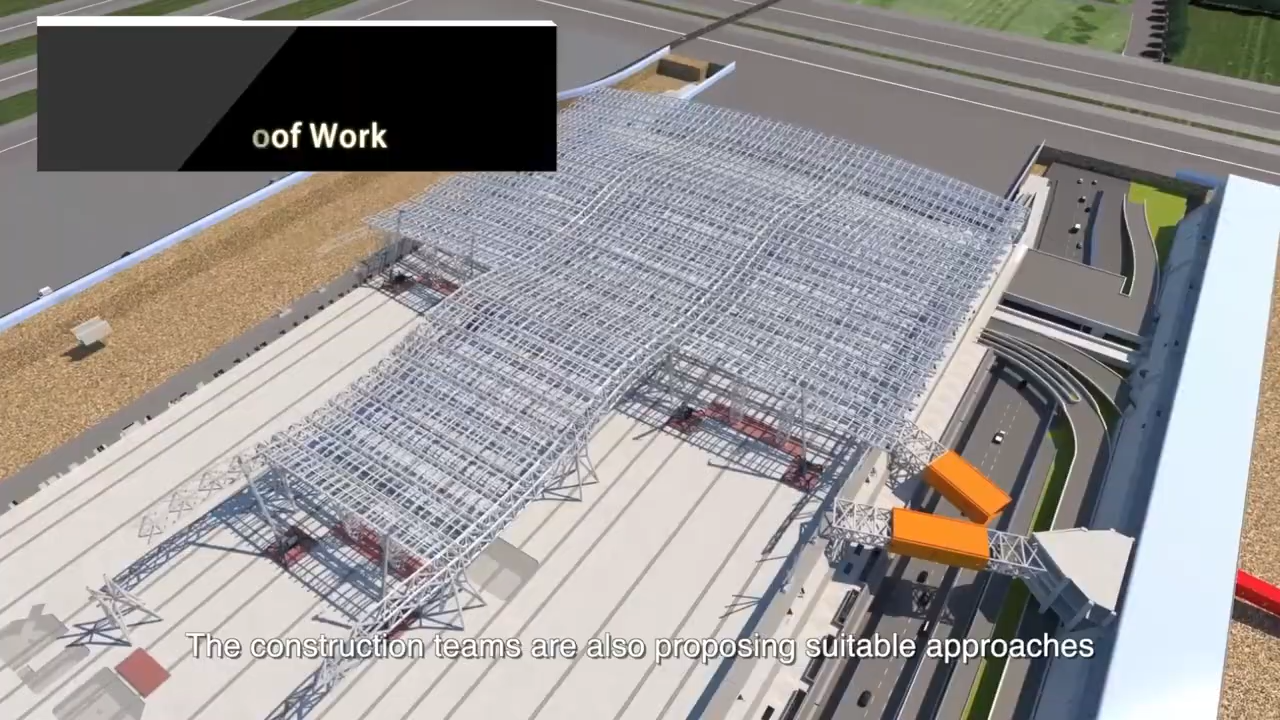 oof Work
The construction teams are also proposing suitable approaches